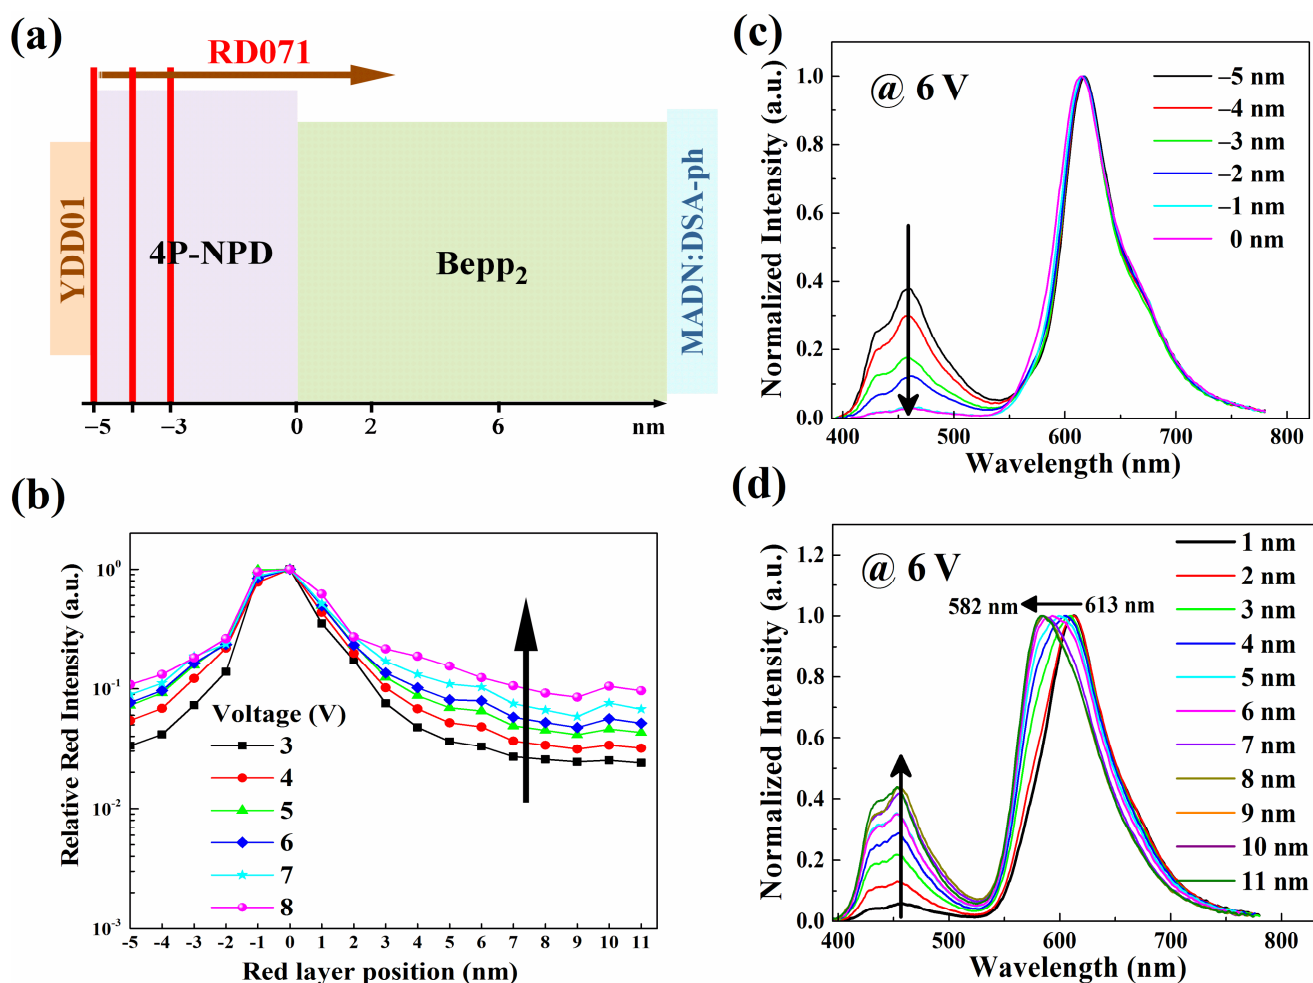 (a)
RD071
YDD01
4P-NPD
Bepp2
MADN:DSA-ph
–5 –3 0 2 6 nm
(b)
Relative Red Intensity (a.u.)
10^0
10^-1
10^-2
10^-3
Voltage (V)
3
4
5
6
7
8
-5 -4 -3 -2 -1 0 1 2 3 4 5 6 7 8 9 10 11
Red layer position (nm)
(c)
Normalized Intensity (a.u.)
@ 6 V
1.0
0.8
0.6
0.4
0.2
0.0
–5 nm
–4 nm
–3 nm
–2 nm
–1 nm
0 nm
400 500 600 700 800
Wavelength (nm)
(d)
Normalized Intensity (a.u.)
@ 6 V
582 nm 613 nm
1.2
1.0
0.8
0.6
0.4
0.2
0.0
1 nm
2 nm
3 nm
4 nm
5 nm
6 nm
7 nm
8 nm
9 nm
10 nm
11 nm
400 500 600 700 800
Wavelength (nm)